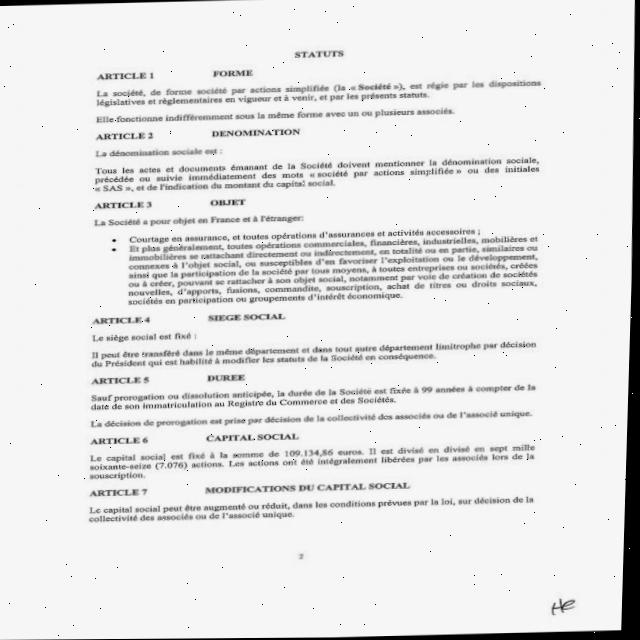 STATUTS
ARTICLE 1 FORME
La société, de forme société par actions simplifiée (la « Société »), est régie par les dispositions
législatives et règlementaires en vigueur et à venir, et par les présents statuts.
Elle fonctionne indifféremment sous la même forme avec un ou plusieurs associés.
ARTICLE 2 DENOMINATION
La dénomination sociale est :
Tous les actes et documents émanant de la Société doivent mentionner la dénomination sociale,
précédée ou suivie immédiatement des mots « société par actions simplifiée » ou des initiales
« SAS », et de l'indication du montant du capital social.
ARTICLE 3 OBJET
La Société a pour objet en France et à l'étranger:
• Courtage en assurance, et toutes opérations d'assurances et activités accessoires ;
• Et plus généralement, toutes opérations commerciales, financières, industrielles, mobilières et
immobilières se rattachant directement ou indirectement, en totalité ou en partie, similaires ou
connexes à l'objet social, ou susceptibles d'en favoriser l'exploitation ou le développement,
ainsi que la participation de la société par tous moyens, à toutes entreprises ou sociétés, créées
ou à créer, pouvant se rattacher à son objet social, notamment par voie de création de sociétés
nouvelles, d'apports, fusions, commandite, souscription, achat de titres ou droits sociaux,
sociétés en participation ou groupements d'intérêt économique.
ARTICLE 4 SIEGE SOCIAL
Le siège social est fixé :
Il peut être transféré dans le même département et dans tout autre département limitrophe par décision
du Président qui est habilité à modifier les statuts de la Société en conséquence.
ARTICLE 5 DUREE
Sauf prorogation ou dissolution anticipée, la durée de la Société est fixée à 99 années à compter de la
date de son immatriculation au Registre du Commerce et des Sociétés.
La décision de prorogation est prise par décision de la collectivité des associés ou de l'associé unique.
ARTICLE 6 CAPITAL SOCIAL
Le capital social est fixé à la somme de 109.134,86 euros. Il est divisé en divisé en sept mille
soixante-seize (7.076) actions. Les actions ont été intégralement libérées par les associés lors de la
souscription.
ARTICLE 7 MODIFICATIONS DU CAPITAL SOCIAL
Le capital social peut être augmenté ou réduit, dans les conditions prévues par la loi, sur décision de la
collectivité des associés ou de l'associé unique.
2